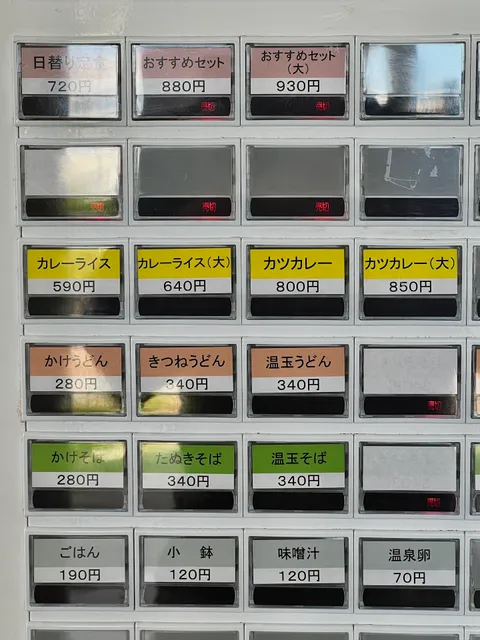 日替り定食 おすすめセット おすすめセット
(大)
720円 880円 930円
売切 売切
売切 売切 売切
カレーライス カレーライス(大) カツカレー カツカレー(大)
590円 640円 800円 850円
かけうどん きつねうどん 温玉うどん
280円 340円 340円
売切
かけそば たぬきそば 温玉そば
280円 340円 340円
売切
ごはん 小 鉢 味噌汁 温泉卵
190円 120円 120円 70円